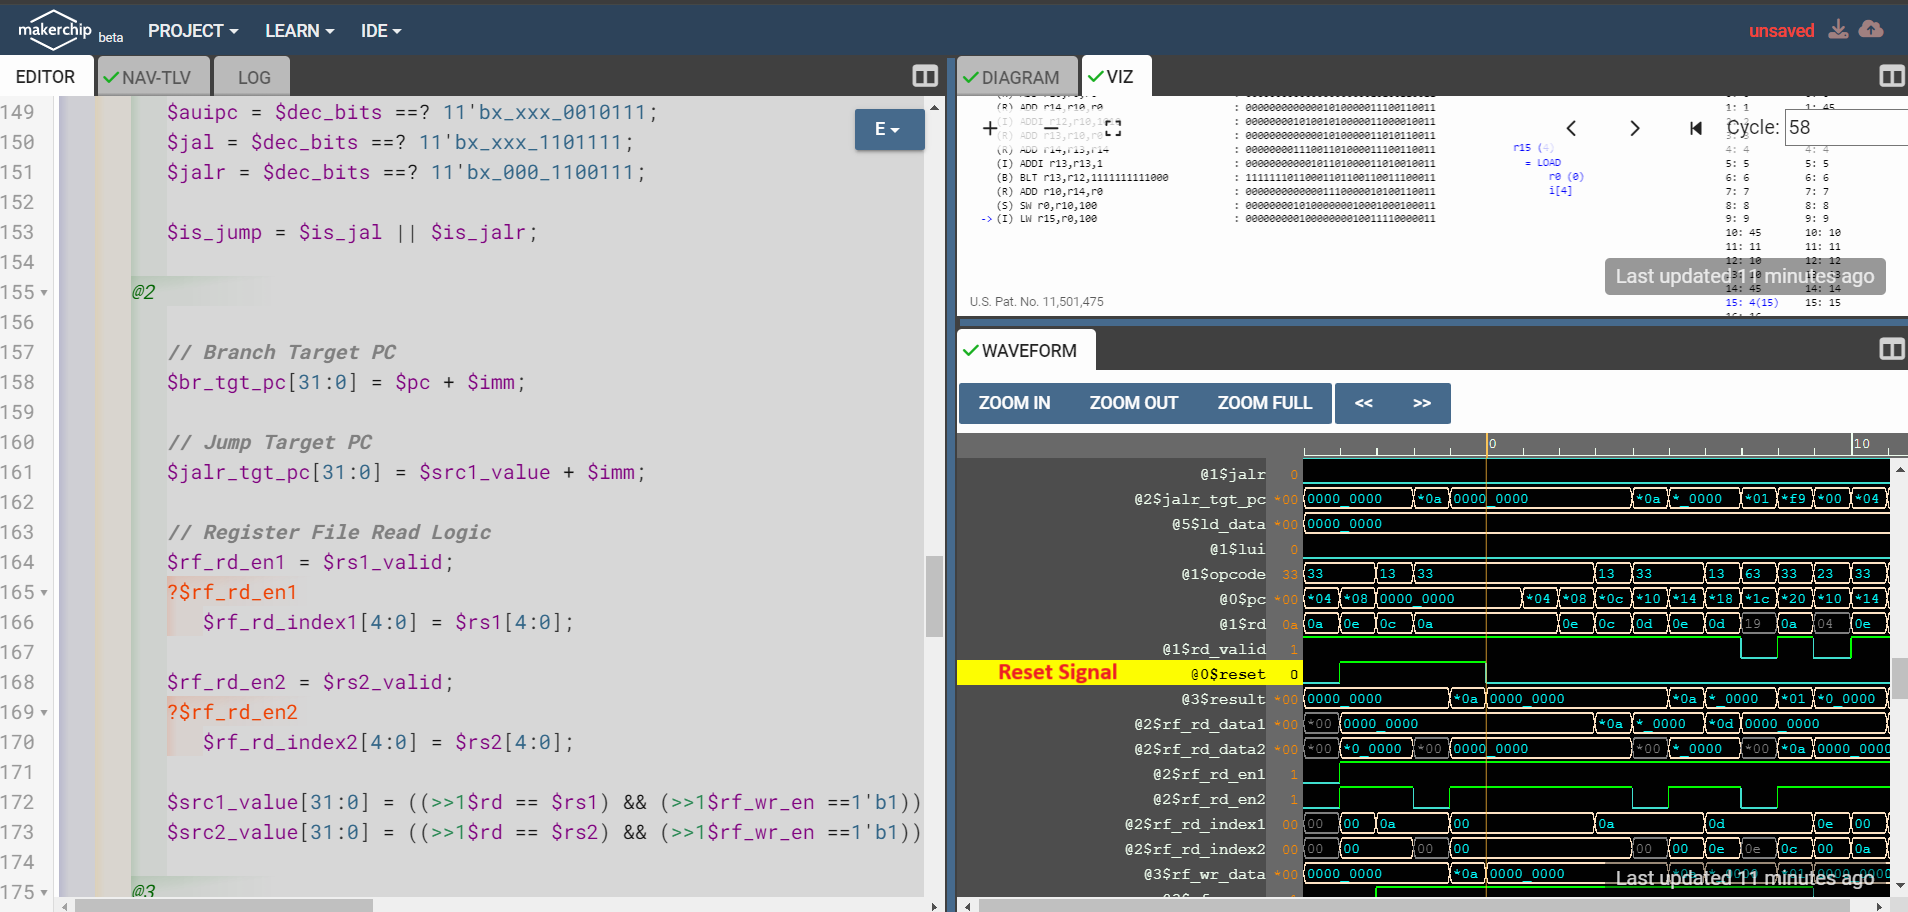 makerchip beta PROJECT LEARN IDE unsaved
EDITOR NAV-TLV LOG
149 $auipc = $dec_bits ==? 11'bx_xxx_0010111;
150 $jal = $dec_bits ==? 11'bx_xxx_1101111;
151 $jalr = $dec_bits ==? 11'bx_000_1100111;
152
153 $is_jump = $is_jal || $is_jalr;
154
155 @2
156
157 // Branch Target PC
158 $br_tgt_pc[31:0] = $pc + $imm;
159
160 // Jump Target PC
161 $jalr_tgt_pc[31:0] = $src1_value + $imm;
162
163 // Register File Read Logic
164 $rf_rd_en1 = $rs1_valid;
165 ?$rf_rd_en1
166 $rf_rd_index1[4:0] = $rs1[4:0];
167
168 $rf_rd_en2 = $rs2_valid;
169 ?$rf_rd_en2
170 $rf_rd_index2[4:0] = $rs2[4:0];
171
172 $src1_value[31:0] = ((>>1$rd == $rs1) && (>>1$rf_wr_en ==1'b1))
173 $src2_value[31:0] = ((>>1$rd == $rs2) && (>>1$rf_wr_en ==1'b1))
174
175 @3
E
DIAGRAM VIZ
(R) ADD r14,r10,r0 : 00000000000001010000011100110011
(I) ADDI r12,r10, : 00000000101001010000011000010011
(R) ADD r13,r10,r0 : 00000000000001010000011010110011
(R) ADD r14,r13,r14 : 00000000111001101000011100110011
(I) ADDI r13,r13,1 : 00000000000101101000011010010011
(B) BLT r13,r12,1111111111000 : 11111110110001101100110011100011
(R) ADD r10,r14,r0 : 00000000000001110000010100110011
(S) SW r0,r10,100 : 00000000101000000010001000100011
-> (I) LW r15,r0,100 : 00000000010000000010011110000011
r15 (4)
= LOAD
r0 (0)
i[4]
Cycle: 58
1: 1 1: 45
4: 4 4: 4
5: 5 5: 5
6: 6 6: 6
7: 7 7: 7
8: 8 8: 8
9: 9 9: 9
10: 45 10: 10
11: 11 11: 11
12: 10 12: 12
14: 45 14: 14
15: 4(15) 15: 15
Last updated 11 minutes ago
U.S. Pat. No. 11,501,475
WAVEFORM
ZOOM IN ZOOM OUT ZOOM FULL << >>
0 10
@1$jalr 0
@2$jalr_tgt_pc *00 0000_0000 *0a 0000_0000 *0a *_0000 *01 *f9 *00 *04
@5$ld_data *00 0000_0000
@1$lui 0
@1$opcode 33 33 13 33 13 33 13 63 33 23 33
@0$pc *00 *04 *08 0000_0000 *04 *08 *0c *10 *14 *18 *1c *20 *10 *14
@1$rd 0a 0a 0e 0c 0a 0e 0c 0d 0e 0d 19 0a 04 0e
@1$rd_valid 1
Reset Signal @0$reset 0
@3$result *00 0000_0000 *0a 0000_0000 *0a *_0000 *01 *0_0000
@2$rf_rd_data1 *00 *00 0000_0000 *0a *_0000 *0d 0000_0000
@2$rf_rd_data2 *00 *00 *0_0000 *00 0000_0000 *00 *_0000 *00 *0a 0000_000
@2$rf_rd_en1 1
@2$rf_rd_en2 1
@2$rf_rd_index1 00 00 00 0a 00 0a 0d 0e 00
@2$rf_rd_index2 00 00 00 00 00 00 00 0e 0e 0c 00 0a
@3$rf_wr_data *00 0000_0000 *0a 0000_0000
Last updated 11 minutes ago